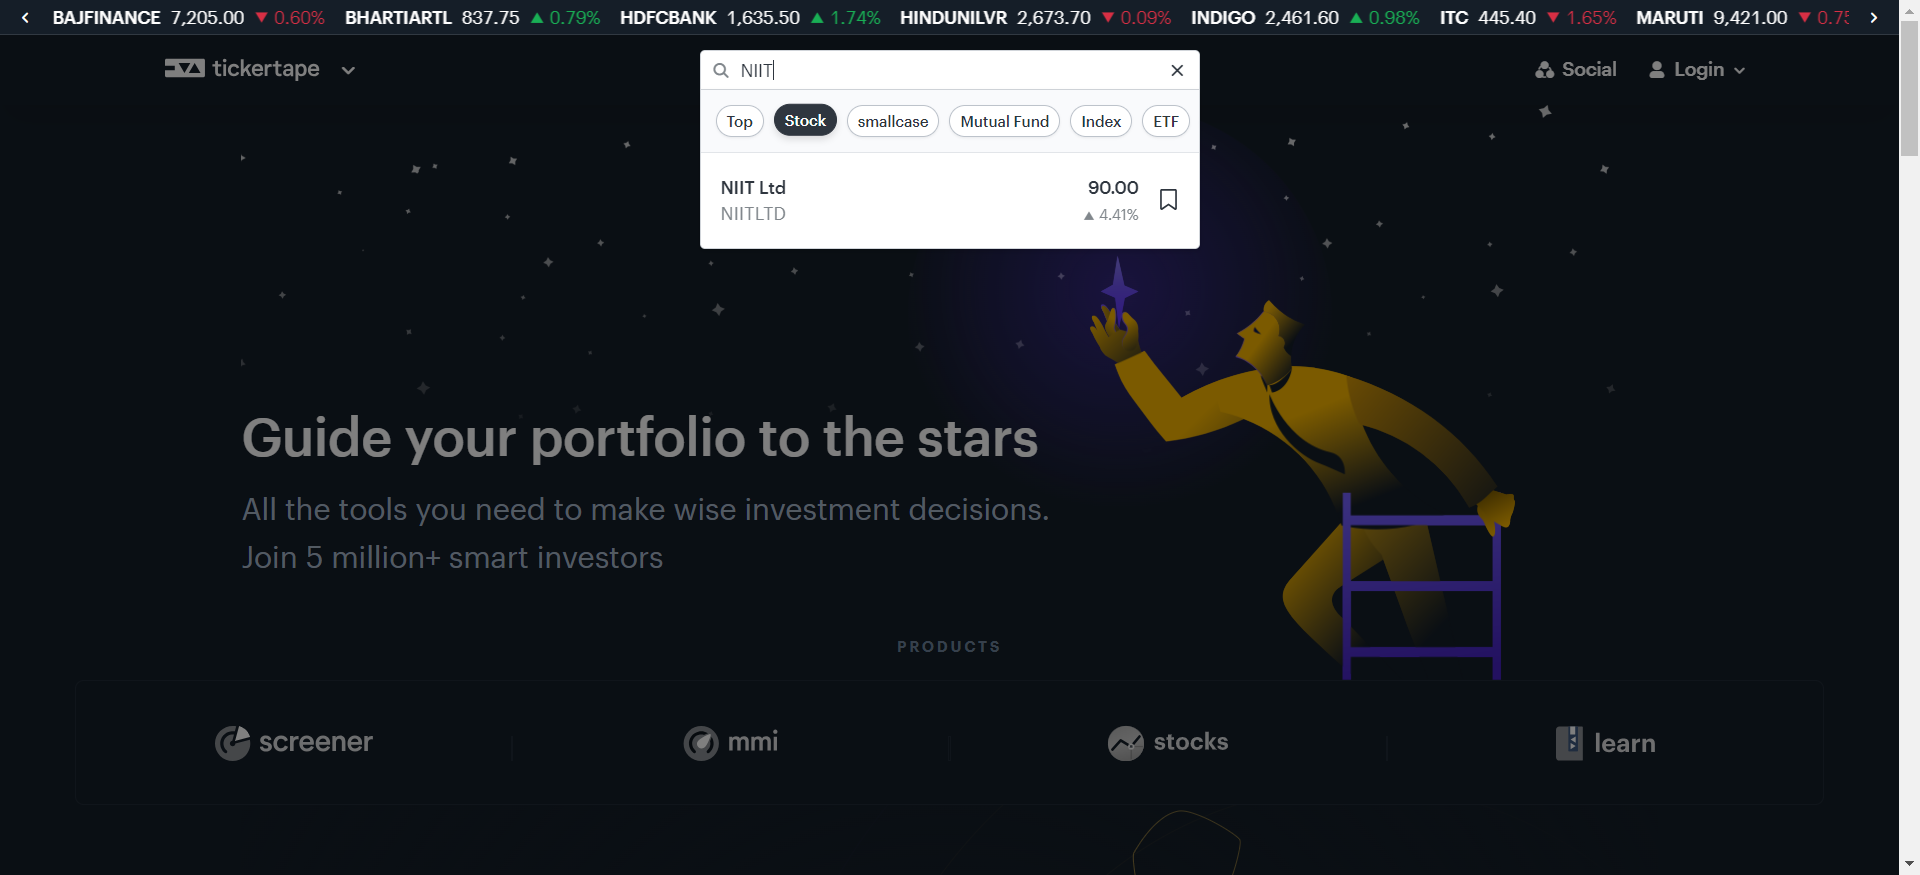 BAJFINANCE 7,205.00 ▼ 0.60% BHARTIARTL 837.75 ▲ 0.79% HDFCBANK 1,635.50 ▲ 1.74% HINDUNILVR 2,673.70 ▼ 0.09% INDIGO 2,461.60 ▲ 0.98% ITC 445.40 ▼ 1.65% MARUTI 9,421.00 ▼ 0.75
tickertape
NIIT
Social Login
Top Stock smallcase Mutual Fund Index ETF
NIIT Ltd 90.00
NIITLTD ▲ 4.41%
Guide your portfolio to the stars
All the tools you need to make wise investment decisions.
Join 5 million+ smart investors
PRODUCTS
screener mmi stocks learn